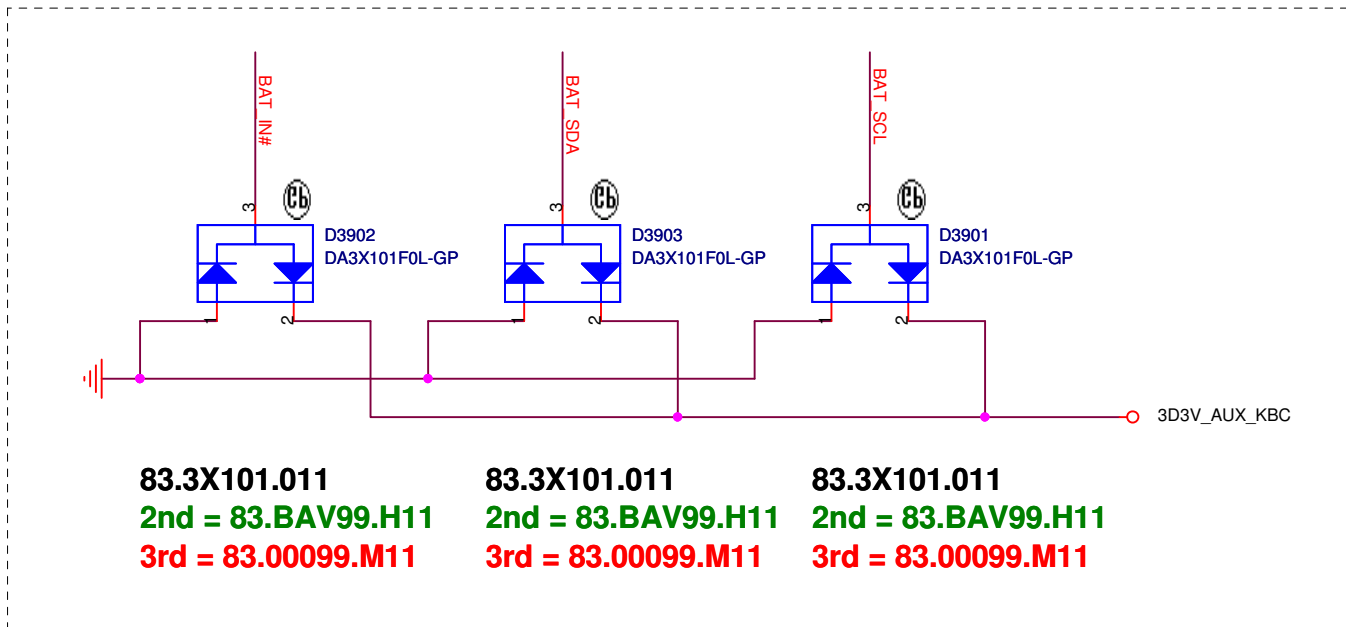 BAT_IN#
BAT_SDA
BAT_SCL
3
3
3
D3902
DA3X101F0L-GP
D3903
DA3X101F0L-GP
D3901
DA3X101F0L-GP
1
2
1
2
1
2
3D3V_AUX_KBC
83.3X101.011
2nd = 83.BAV99.H11
3rd = 83.00099.M11
83.3X101.011
2nd = 83.BAV99.H11
3rd = 83.00099.M11
83.3X101.011
2nd = 83.BAV99.H11
3rd = 83.00099.M11